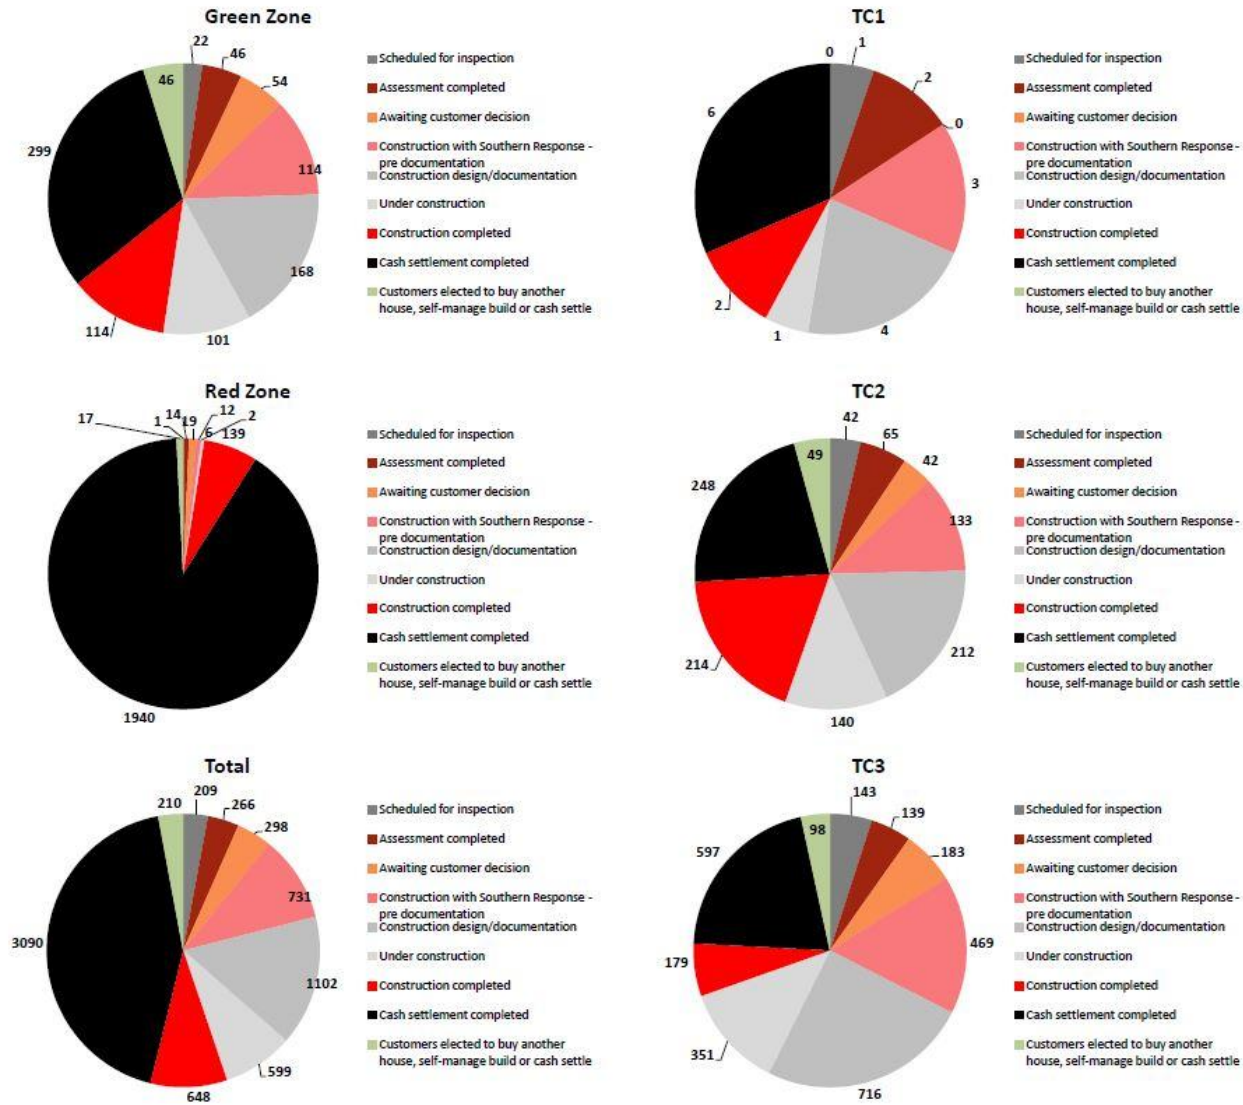 Green Zone
22
46
54
114
168
101
114
299
46
Scheduled for inspection
Assessment completed
Awaiting customer decision
Construction with Southern Response -
pre documentation
Construction design/documentation
Under construction
Construction completed
Cash settlement completed
Customers elected to buy another
house, self-manage build or cash settle
TC1
0
1
2
0
3
4
1
2
6
Scheduled for inspection
Assessment completed
Awaiting customer decision
Construction with Southern Response -
pre documentation
Construction design/documentation
Under construction
Construction completed
Cash settlement completed
Customers elected to buy another
house, self-manage build or cash settle
Red Zone
17
1
14
19
12
6
2
139
1940
Scheduled for inspection
Assessment completed
Awaiting customer decision
Construction with Southern Response -
pre documentation
Construction design/documentation
Under construction
Construction completed
Cash settlement completed
Customers elected to buy another
house, self-manage build or cash settle
TC2
42
65
42
133
212
140
214
248
49
Scheduled for inspection
Assessment completed
Awaiting customer decision
Construction with Southern Response -
pre documentation
Construction design/documentation
Under construction
Construction completed
Cash settlement completed
Customers elected to buy another
house, self-manage build or cash settle
Total
209
266
298
731
1102
599
648
3090
210
Scheduled for inspection
Assessment completed
Awaiting customer decision
Construction with Southern Response -
pre documentation
Construction design/documentation
Under construction
Construction completed
Cash settlement completed
Customers elected to buy another
house, self-manage build or cash settle
TC3
143
139
183
469
716
351
179
597
98
Scheduled for inspection
Assessment completed
Awaiting customer decision
Construction with Southern Response -
pre documentation
Construction design/documentation
Under construction
Construction completed
Cash settlement completed
Customers elected to buy another
house, self-manage build or cash settle